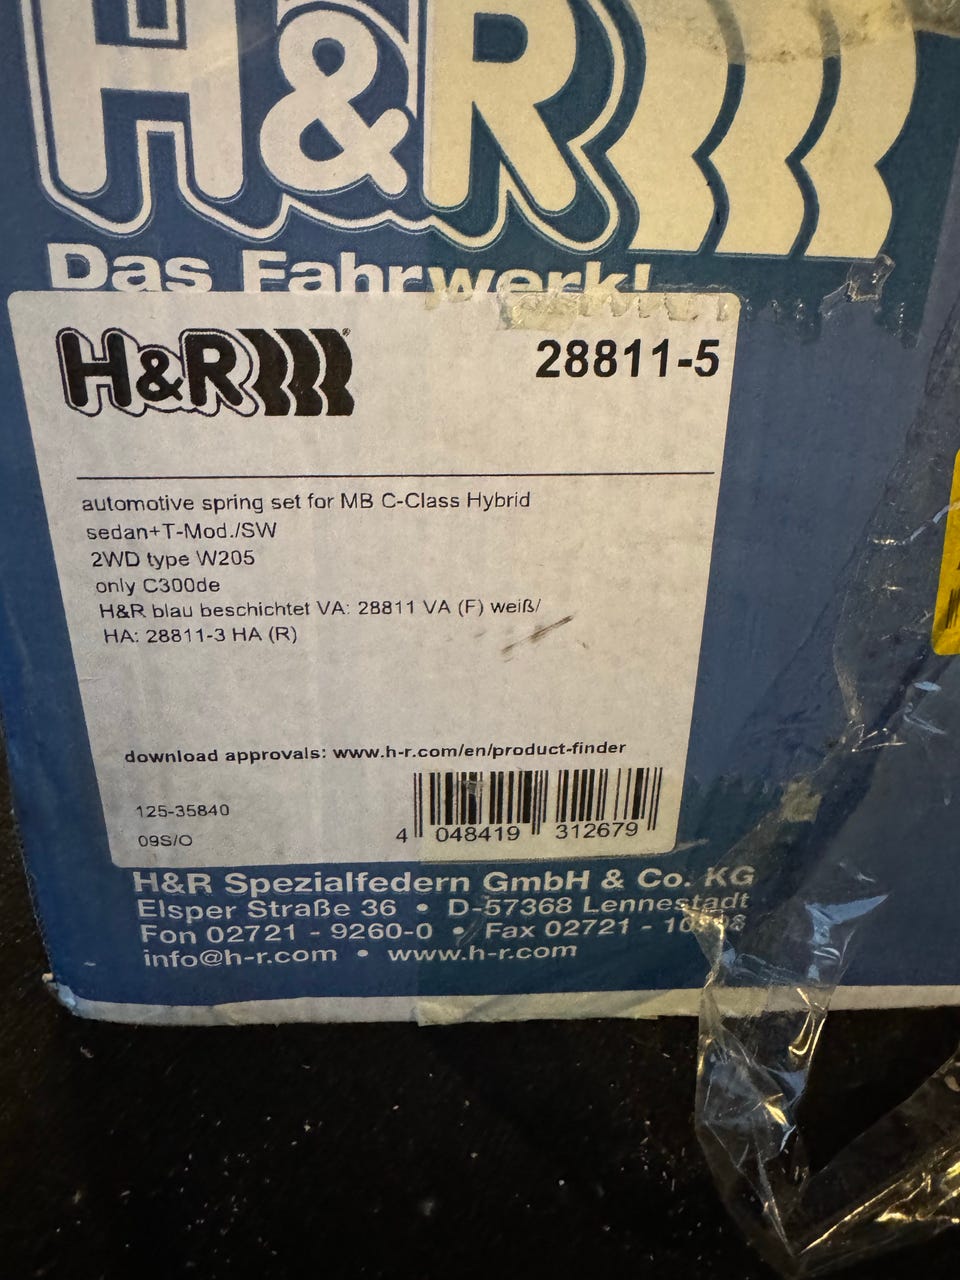 H&R
Das Fahrwerk!
H&R®
28811-5
automotive spring set for MB C-Class Hybrid
sedan+T-Mod./SW
2WD type W205
only C300de
H&R blau beschichtet VA: 28811 VA (F) weiß/
HA: 28811-3 HA (R)
download approvals: www.h-r.com/en/product-finder
125-35840
09S/O
4 048419 312679
H&R Spezialfedern GmbH & Co. KG
Elsper Straße 36 • D-57368 Lennestadt
Fon 02721 - 9260-0 • Fax 02721 -
info@h-r.com • www.h-r.com